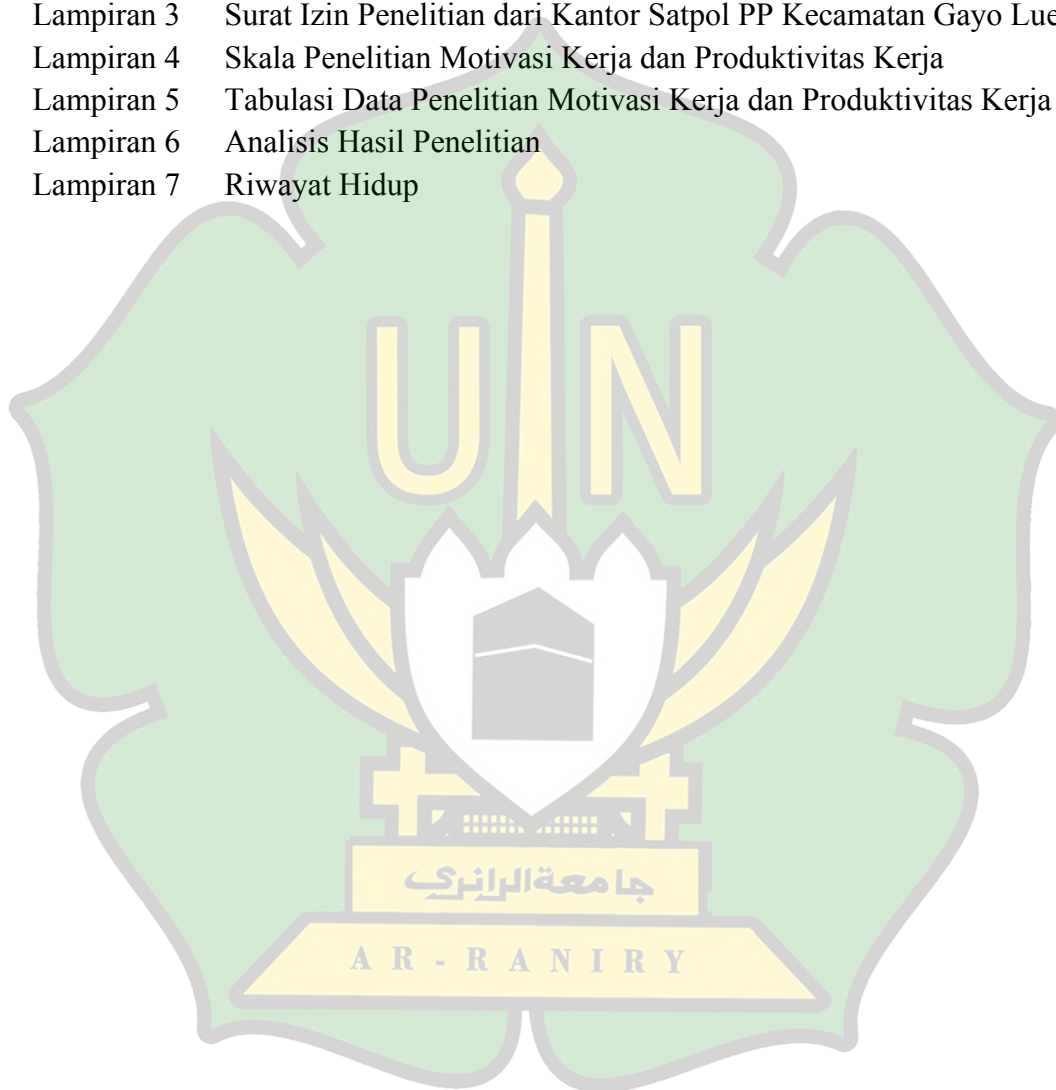 Lampiran 3 Surat Izin Penelitian dari Kantor Satpol PP Kecamatan Gayo Lue
Lampiran 4 Skala Penelitian Motivasi Kerja dan Produktivitas Kerja
Lampiran 5 Tabulasi Data Penelitian Motivasi Kerja dan Produktivitas Kerja
Lampiran 6 Analisis Hasil Penelitian
Lampiran 7 Riwayat Hidup
UIN
جامعةالرانري
AR-RANIRY